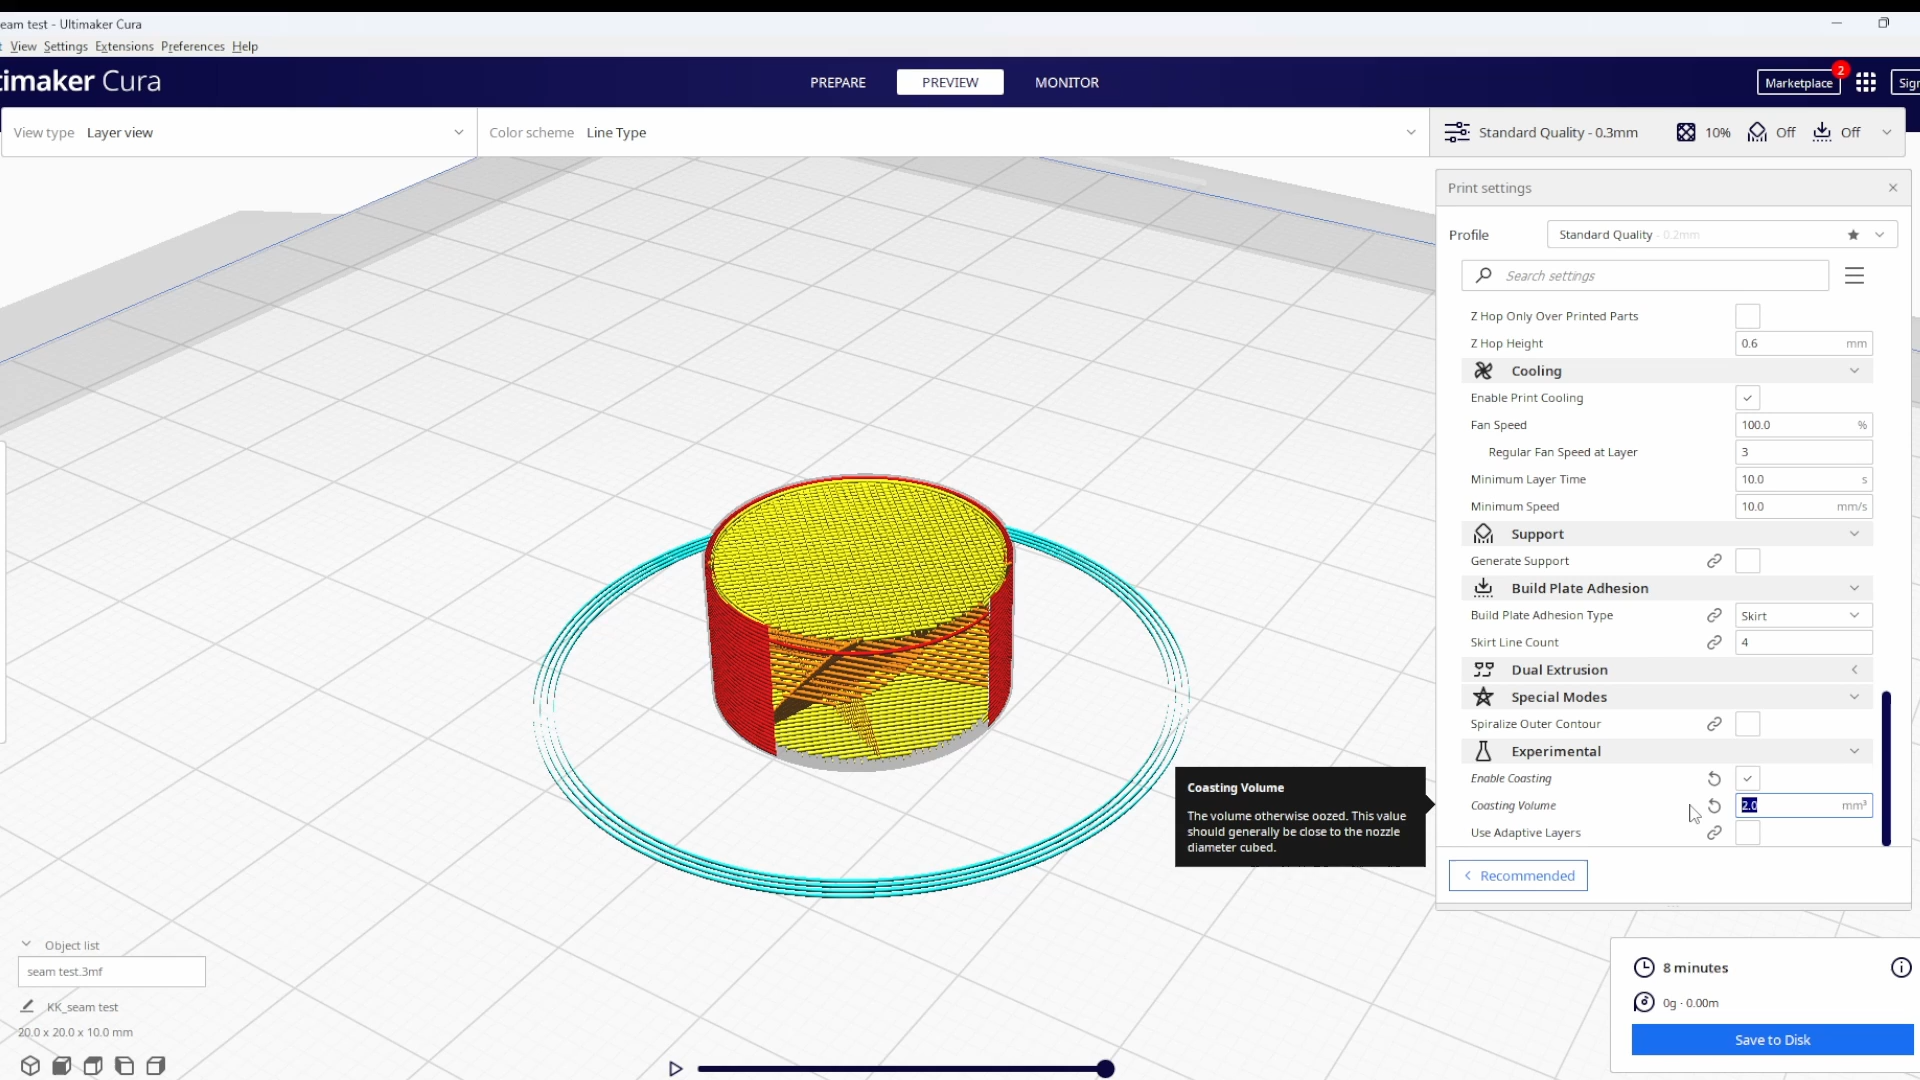 eam test - Ultimaker Cura
View Settings Extensions Preferences Help
timaker Cura
PREPARE PREVIEW MONITOR
Marketplace 2 Sign
View type Layer view
Color scheme Line Type
Standard Quality - 0.3mm 10% Off Off
Print settings
Profile Standard Quality - 0.2mm
Search settings
Z Hop Only Over Printed Parts
Z Hop Height 0.6 mm
Cooling
Enable Print Cooling
Fan Speed 100.0 %
Regular Fan Speed at Layer 3
Minimum Layer Time 10.0 s
Minimum Speed 10.0 mm/s
Support
Generate Support
Build Plate Adhesion
Build Plate Adhesion Type Skirt
Skirt Line Count 4
Dual Extrusion
Special Modes
Spiralize Outer Contour
Experimental
Enable Coasting
Coasting Volume 2.0 mm³
Use Adaptive Layers
Recommended
Coasting Volume
The volume otherwise oozed. This value
should generally be close to the nozzle
diameter cubed.
Object list
seam test.3mf
KK_seam test
20.0 x 20.0 x 10.0 mm
8 minutes
0g · 0.00m
Save to Disk